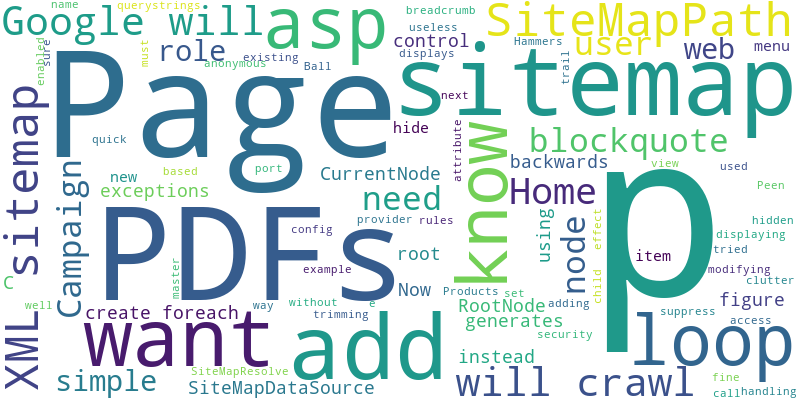 name querystrings
Google will
asp
breadcrumb
useless
SiteMapPath
enabled
sure
must
role
existing
anonymous
Ball
control
displays
Hammers
trail
user
web
menu
Page
sitemap
sitemap
quick
hide
next
attribute
know
blockquote
new
based
port
exceptions
CurrentNode
backwards
view
used
Campaign
need
Home
p
Peen
PDFs
config
provider
rules
using
node
effect
child
hidden
displaying
tried
item
modifying
clutter
C
master
example
root
Now
Products
set
RootNode
adding
figure
well
create foreach
way
without
e
trimming
generates
suppress
access
XML
want
add
security
loop
instead
simple
SiteMapResolve
SiteMapDataSource
will crawl
fine
call
handling